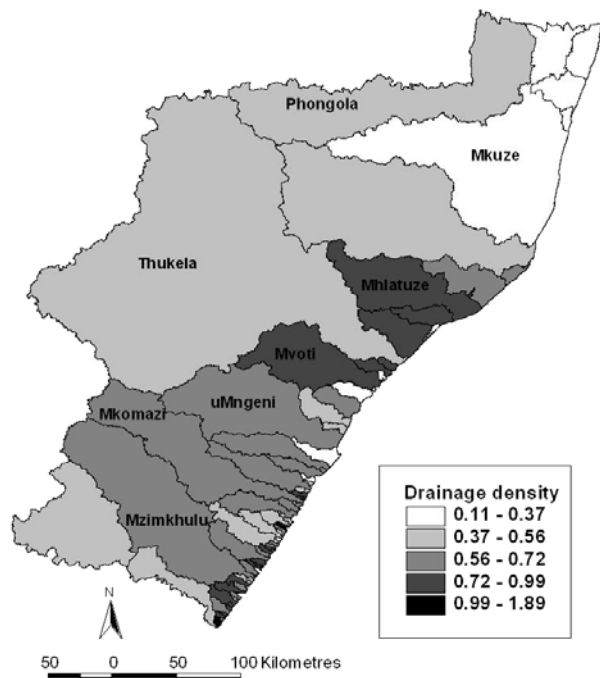 Phongola
Mkuze
Thukela
Mhlatuze
Mvoti
uMngeni
Mkomazi
Mzimkhulu
Drainage density
0.11 - 0.37
0.37 - 0.56
0.56 - 0.72
0.72 - 0.99
0.99 - 1.89
N
50 0 50 100 Kilometres